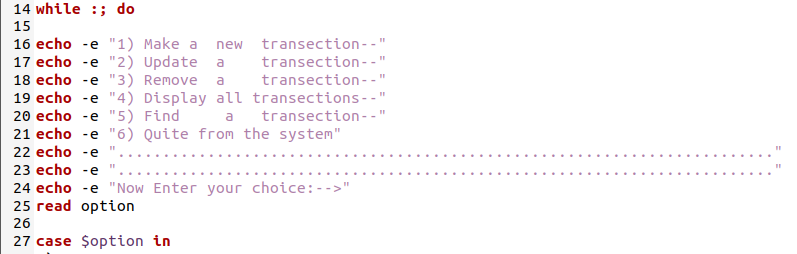 14 while :; do
15
16 echo -e "1) Make a  new  transection--"
17 echo -e "2) Update  a    transection--"
18 echo -e "3) Remove  a    transection--"
19 echo -e "4) Display all transections--"
20 echo -e "5) Find     a   transection--"
21 echo -e "6) Quite from the system"
22 echo -e "........................................................................."
23 echo -e "........................................................................."
24 echo -e "Now Enter your choice:-->"
25 read option
26
27 case $option in